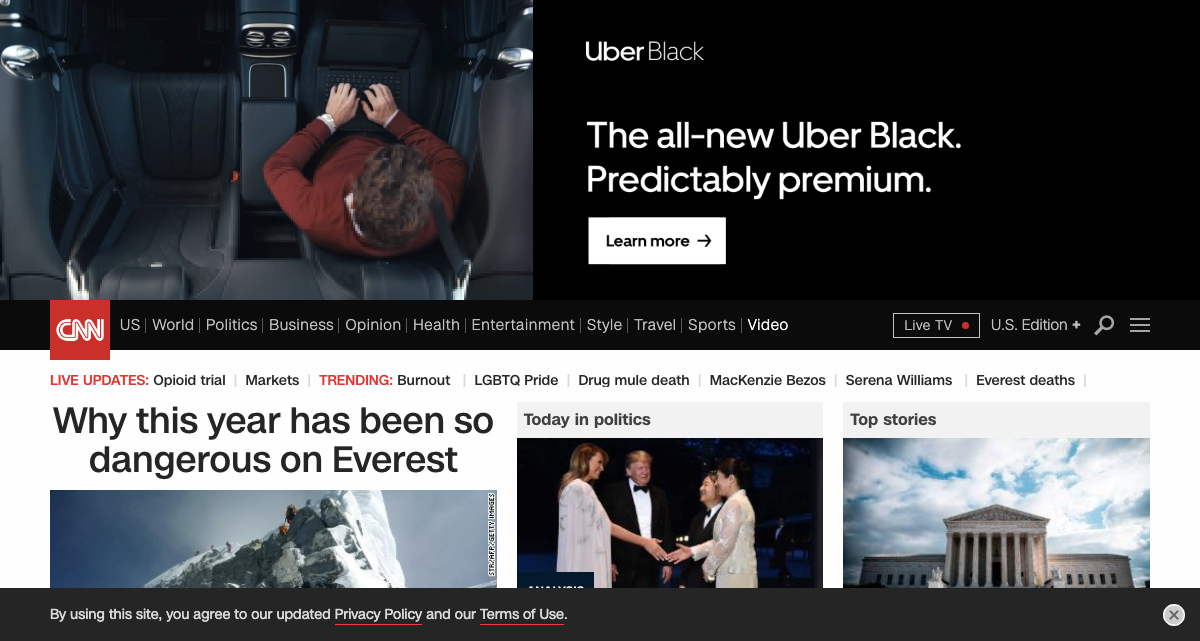 Uber Black
The all-new Uber Black.
Predictably premium.
Learn more →
CNN
US World Politics Business Opinion Health Entertainment Style Travel Sports Video
Live TV
U.S. Edition +
LIVE UPDATES: Opioid trial Markets TRENDING: Burnout LGBTQ Pride Drug mule death MacKenzie Bezos Serena Williams Everest deaths
Why this year has been so
dangerous on Everest
STR/AFP/GETTY IMAGES
Today in politics
ANALYSIS
Top stories
By using this site, you agree to our updated Privacy Policy and our Terms of Use.